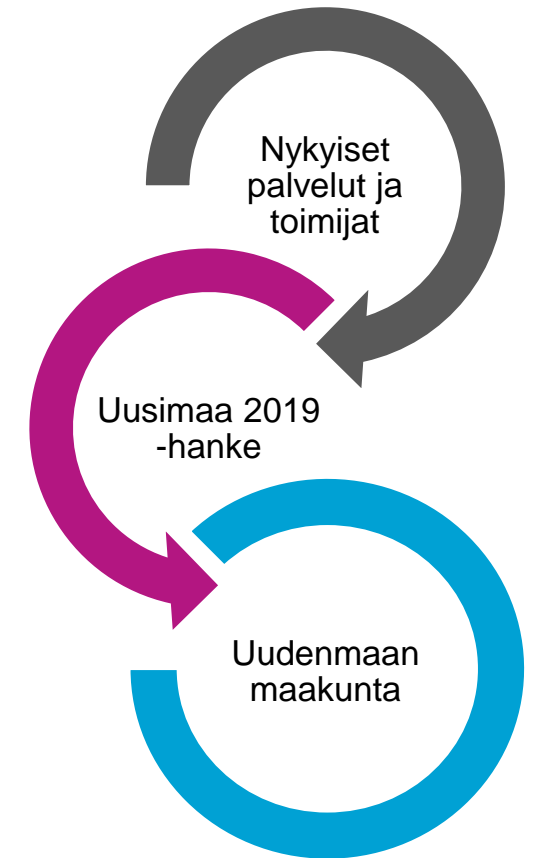 Nykyiset
palvelut ja
toimijat
Uusimaa 2019
-hanke
Uudenmaan
maakunta